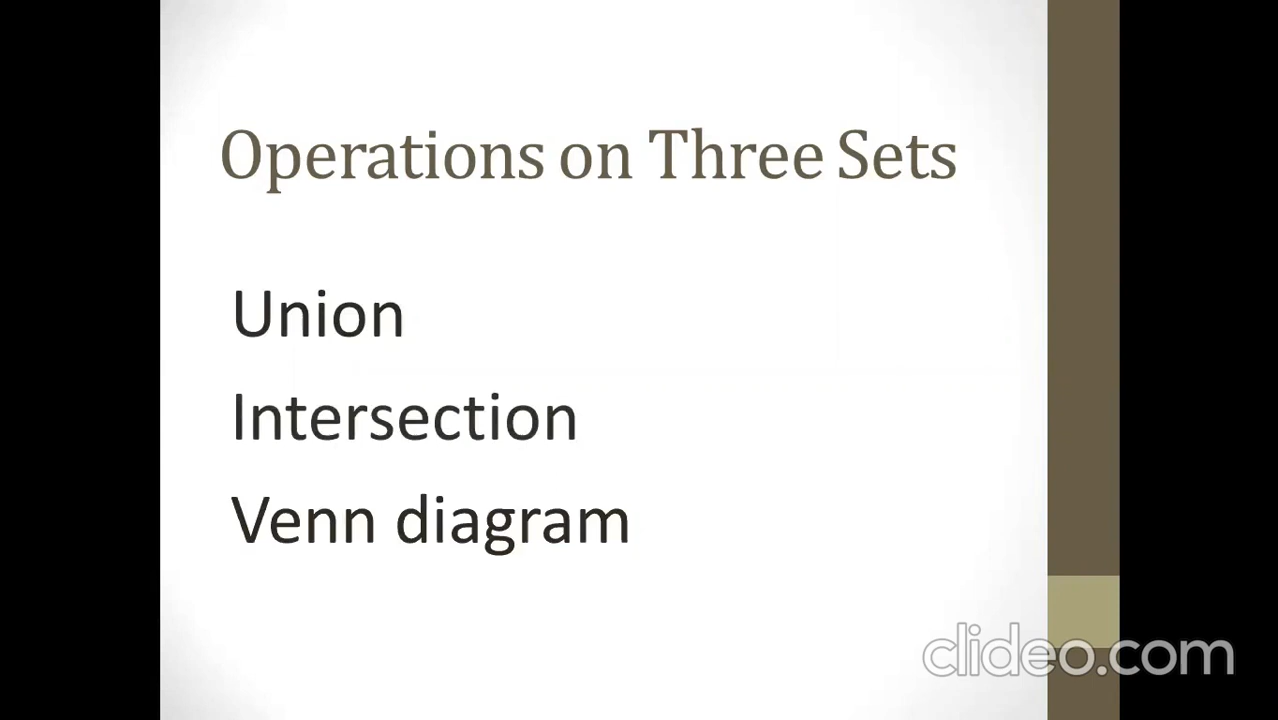 Operations on Three Sets
Union
Intersection
Venn diagram
clideo.com